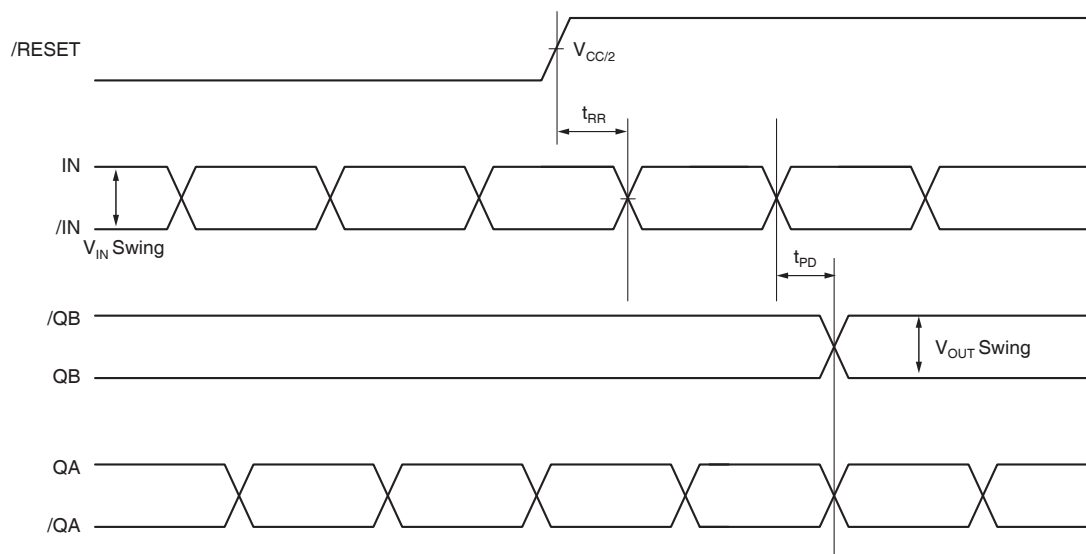 /RESET
VCC/2
tRR
IN
/IN
VIN Swing
tPD
/QB
VOUT Swing
QB
QA
/QA